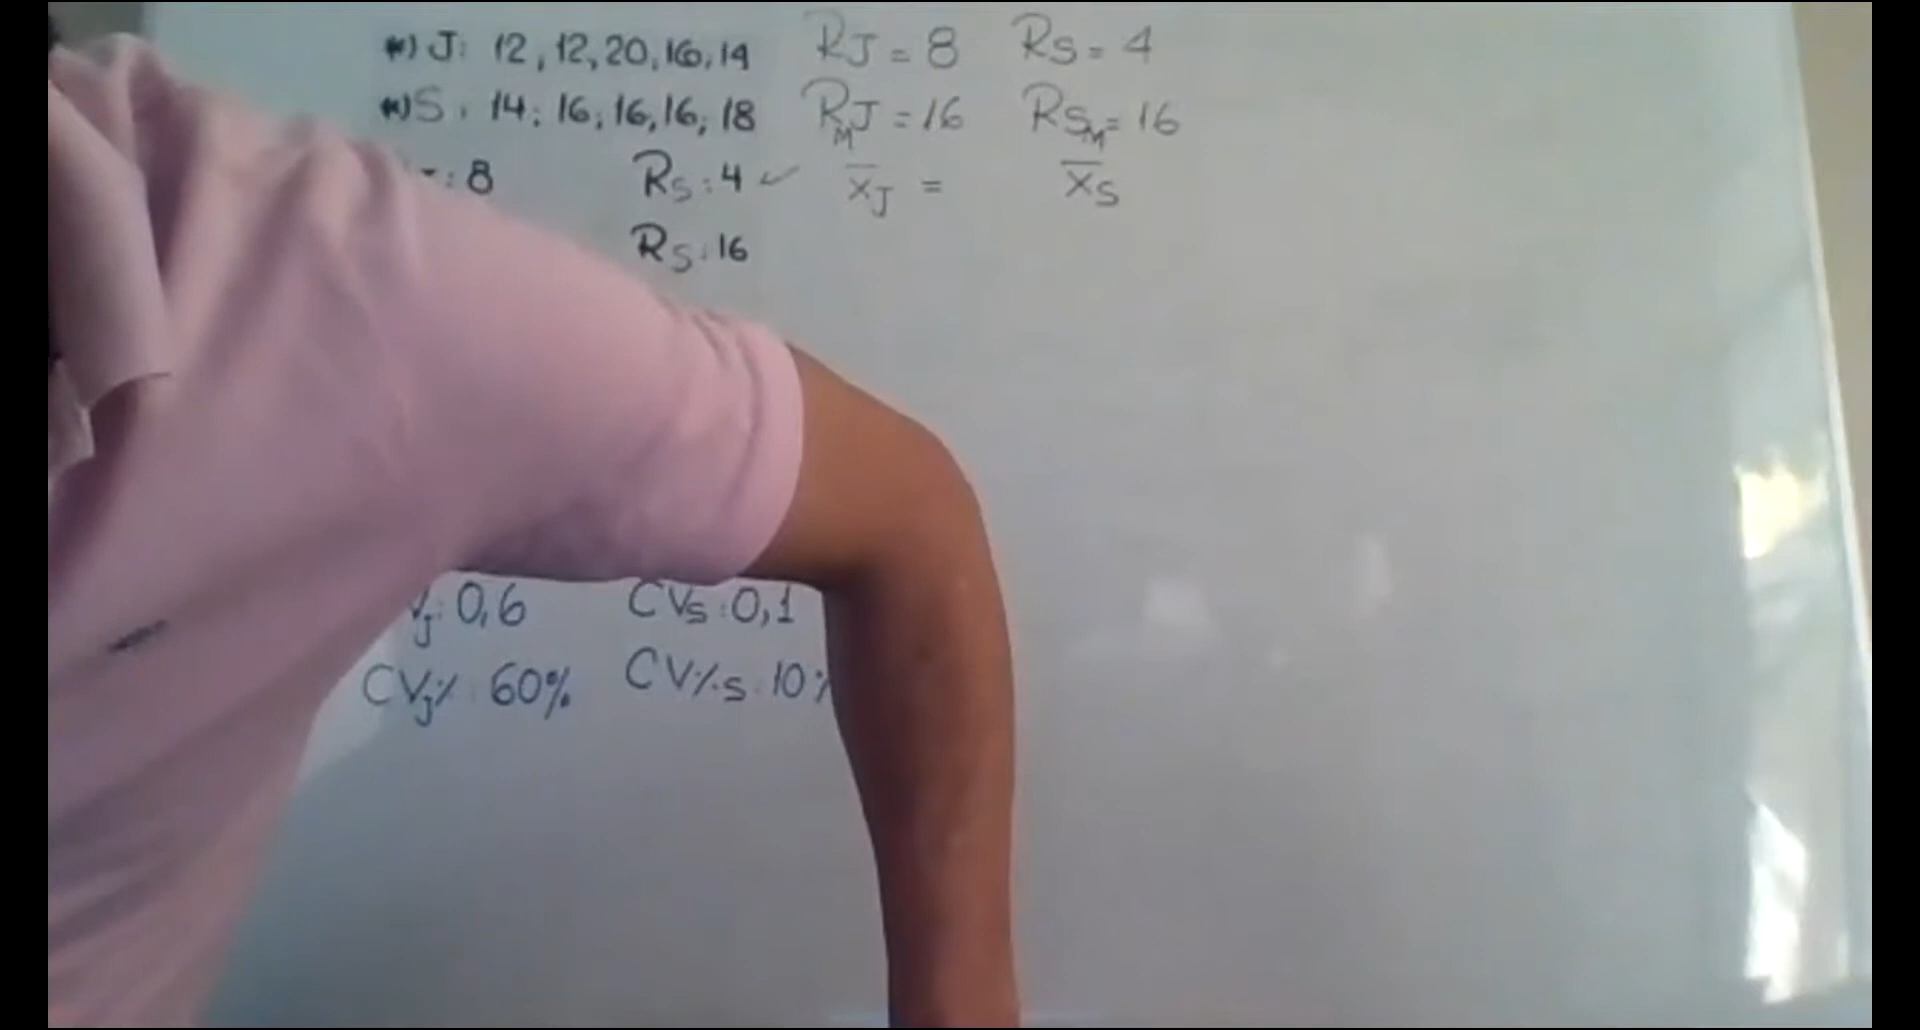 *) J: 12, 12, 20, 16, 14 RJ = 8 RS = 4
*) S: 14; 16; 16, 16; 18 RMJ = 16 RSM = 16
: 8 RS: 4 ✓ x̄J = x̄S
RS: 16
VJ: 0,6 CVS: 0,1
CVJ% : 60% CV%S: 10%